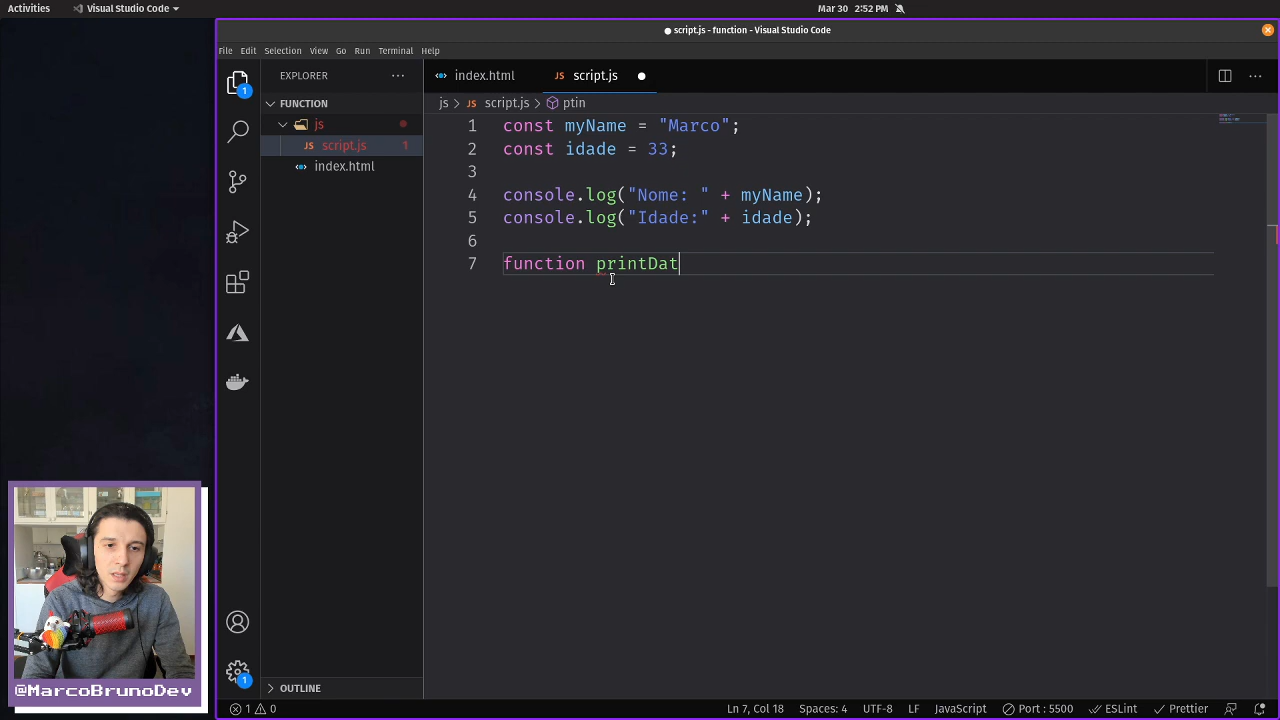 Activities
Visual Studio Code
Mar 30 2:52 PM
script.js - function - Visual Studio Code
File Edit Selection View Go Run Terminal Help
EXPLORER
index.html
JS script.js
FUNCTION
js > JS script.js > ptin
js
JS script.js 1
index.html
1 const myName = "Marco";
2 const idade = 33;
3
4 console.log("Nome: " + myName);
5 console.log("Idade:" + idade);
6
7 function printDat
1
1
@MarcoBrunoDev
OUTLINE
1 0
Ln 7, Col 18 Spaces: 4 UTF-8 LF JavaScript Port : 5500 ESLint Prettier